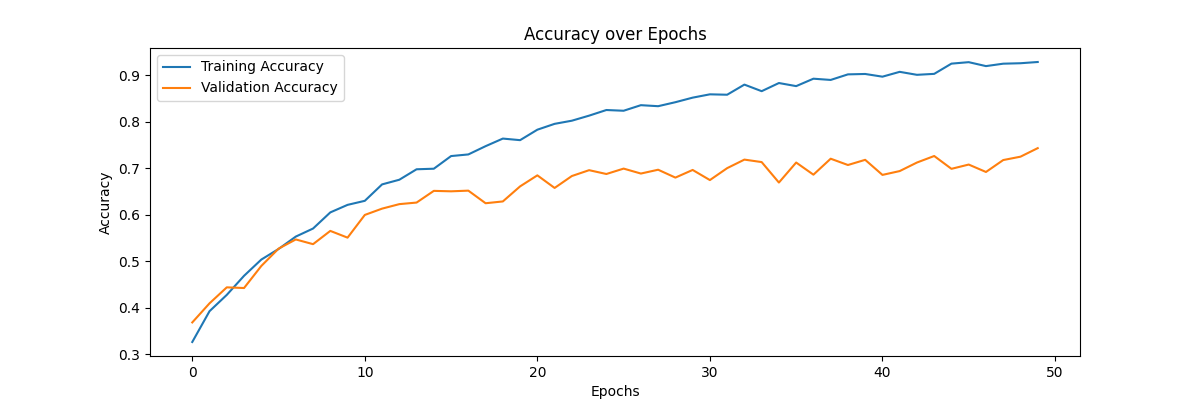 Accuracy over Epochs
Training Accuracy
Validation Accuracy
Accuracy
0.9
0.8
0.7
0.6
0.5
0.4
0.3
0 10 20 30 40 50
Epochs